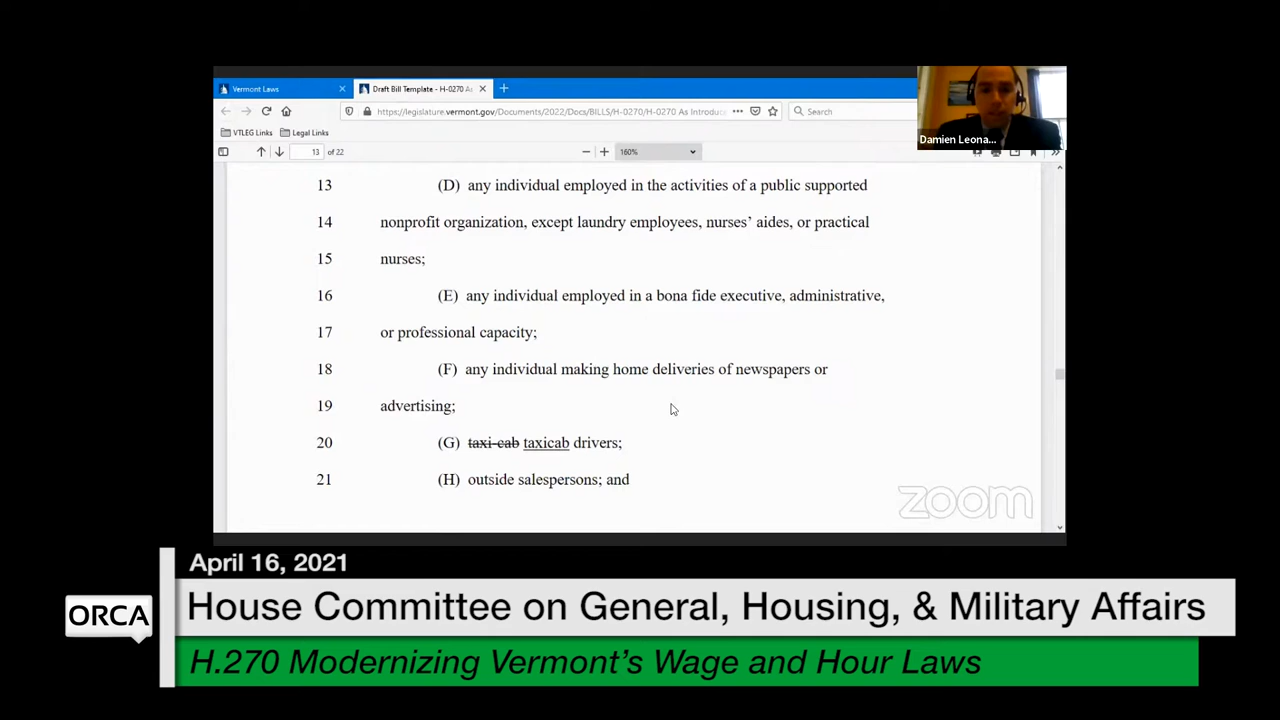 Vermont Laws
Draft Bill Template - H-0270 As
https://legislature.vermont.gov/Documents/2022/Docs/BILLS/H-0270/H-0270 As Introduce
Search
VTLEG Links
Legal Links
13 of 22
160%
Damien Leona...
13 (D) any individual employed in the activities of a public supported
14 nonprofit organization, except laundry employees, nurses’ aides, or practical
15 nurses;
16 (E) any individual employed in a bona fide executive, administrative,
17 or professional capacity;
18 (F) any individual making home deliveries of newspapers or
19 advertising;
20 (G) taxi-cab taxicab drivers;
21 (H) outside salespersons; and
zoom
April 16, 2021
ORCA
House Committee on General, Housing, & Military Affairs
H.270 Modernizing Vermont's Wage and Hour Laws